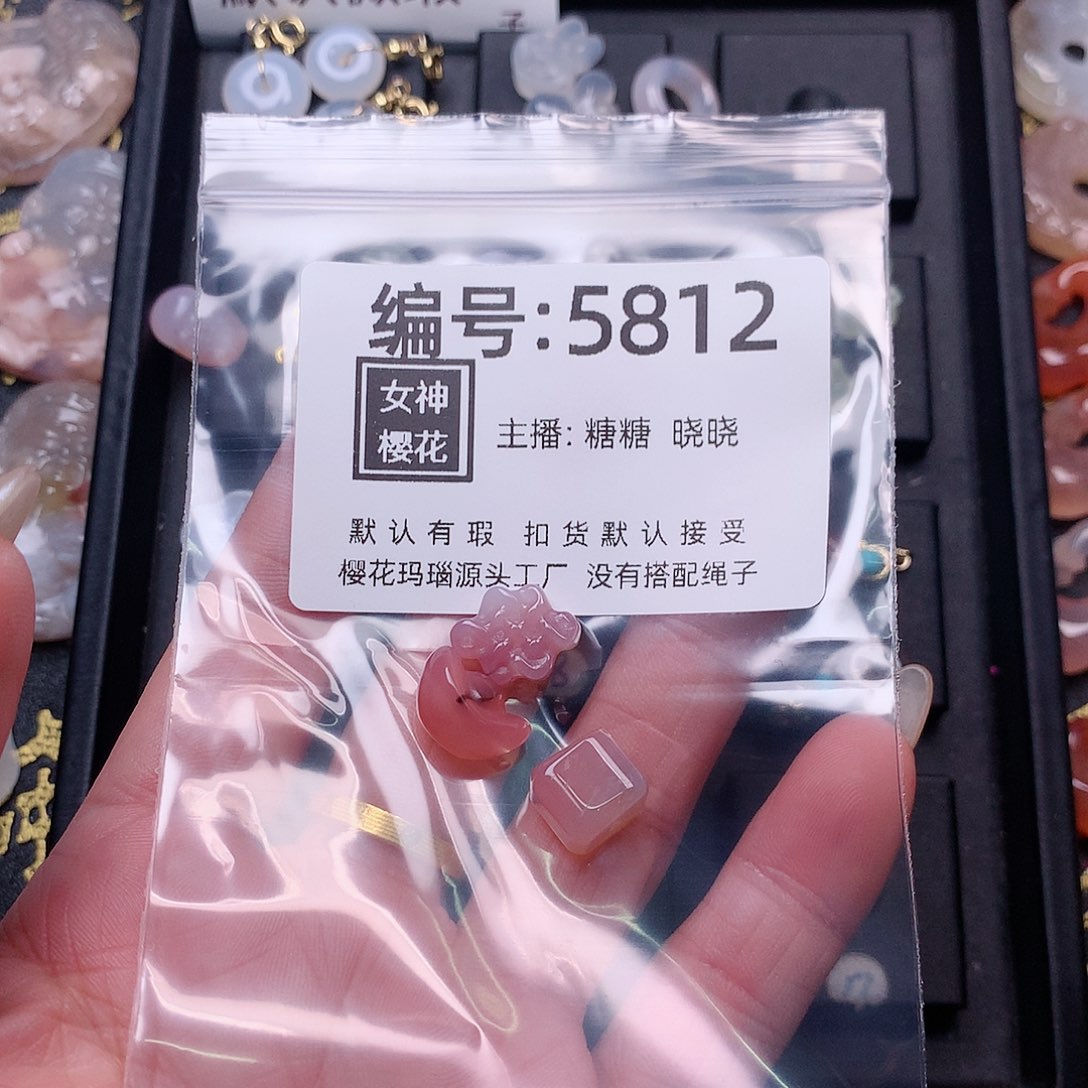 编号:5812
女神
樱花
主播: 糖糖 晓晓
默认有瑕 扣货默认接受
樱花玛瑙源头工厂 没有搭配绳子